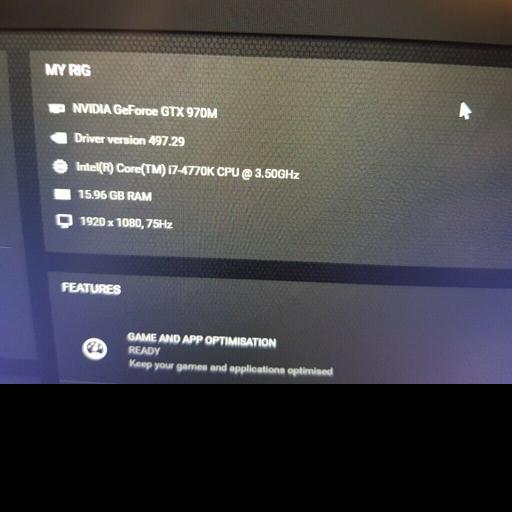 MY RIG
NVIDIA GeForce GTX 970M
Driver version 497.29
Intel(R) Core(TM) i7-4770K CPU @ 3.50GHz
15.96 GB RAM
1920 x 1080, 75Hz
FEATURES
GAME AND APP OPTIMISATION
READY
Keep your games and applications optimised